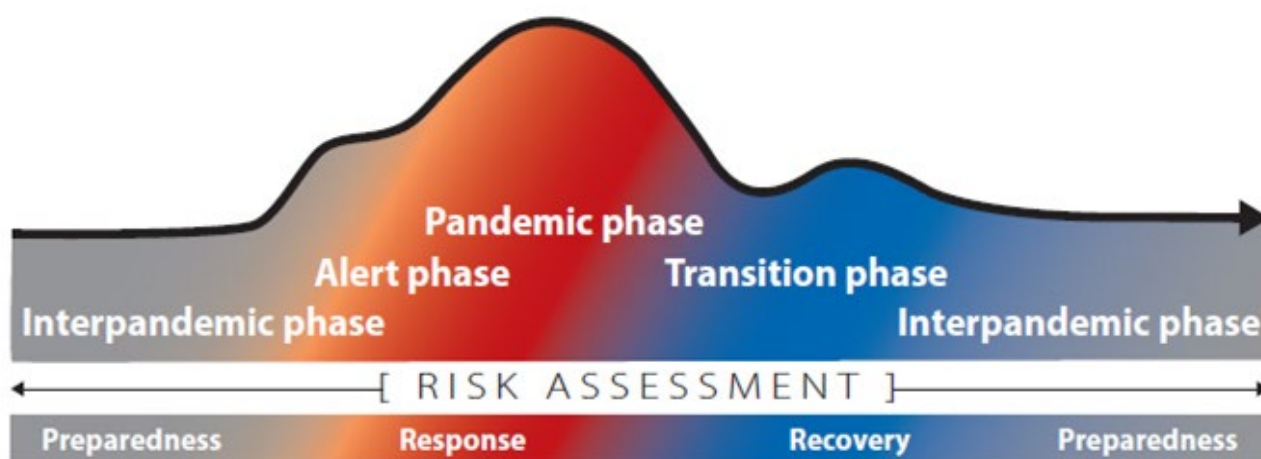 Pandemic phase
Alert phase
Transition phase
Interpandemic phase
Interpandemic phase
[ RISK ASSESSMENT ]
Preparedness
Response
Recovery
Preparedness